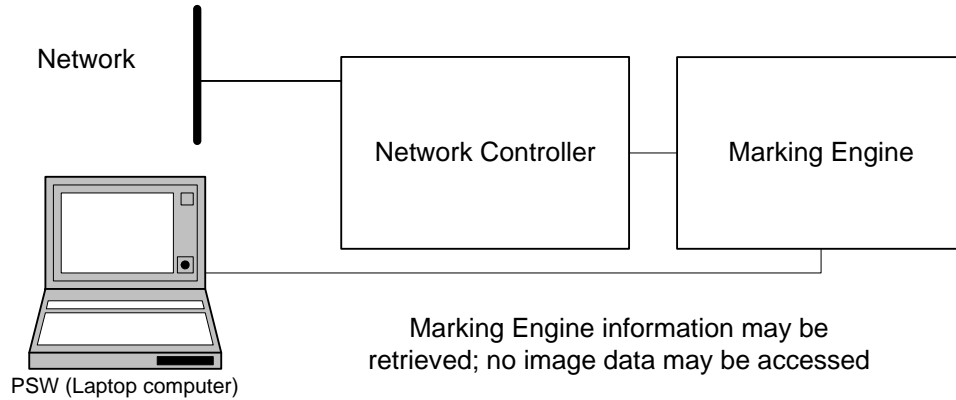 Network
Network Controller
Marking Engine
Marking Engine information may be
retrieved; no image data may be accessed
PSW (Laptop computer)